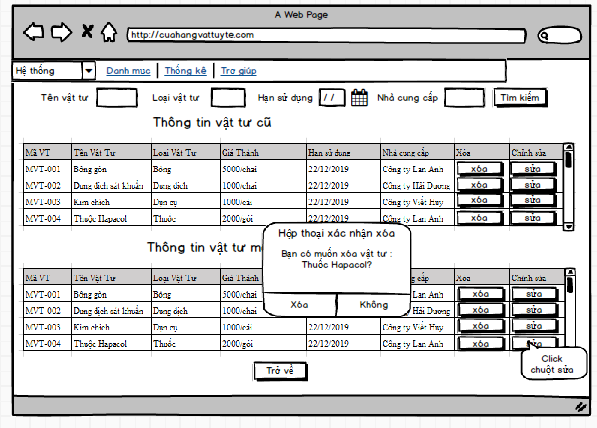 A Web Page
http://cuahangvattuyte.com
Hệ thống Danh mục Thống kê Trợ giúp
Tên vật tư Loại vật tư Hạn sử dụng / / Nhà cung cấp Tìm kiếm
Thông tin vật tư cũ
Mã VT Tên Vật Tư Loại Vật Tư Giá Thành Hạn sử dụng Nhà cung cấp Xóa Chỉnh sửa
MVT-001 Bông gòn Bông 5000/chai 22/12/2019 Công ty Lan Anh xóa sửa
MVT-002 Dung dịch sát khuẩn Dung dịch 1000/chai 22/12/2019 Công ty Hải Dương xóa sửa
MVT-003 Kim chích Dụng cụ 1000/cái 22/12/2019 Công ty Việt Huy xóa sửa
MVT-004 Thuốc Hapacol Thuốc 2000/gói 22/12/2019 Công ty Lan Anh xóa sửa
Hộp thoại xác nhận xóa
Bạn có muốn xóa vật tư :
Thuốc Hapacol?
Xóa Không
Thông tin vật tư
Mã VT Tên Vật Tư Loại Vật Tư Giá Thành cấp Xóa Chỉnh sửa
MVT-001 Bông gòn Bông 5000/chai Lan Anh xóa sửa
MVT-002 Dung dịch sát khuẩn Dung dịch 1000/chai Hải Dương xóa sửa
MVT-003 Kim chích Dụng cụ 1000/cái 22/12/2019 Công ty Việt Huy xóa sửa
MVT-004 Thuốc Hapacol Thuốc 2000/gói 22/12/2019 Công ty Lan Anh xóa sửa
Click
chuột sửa
Trở về